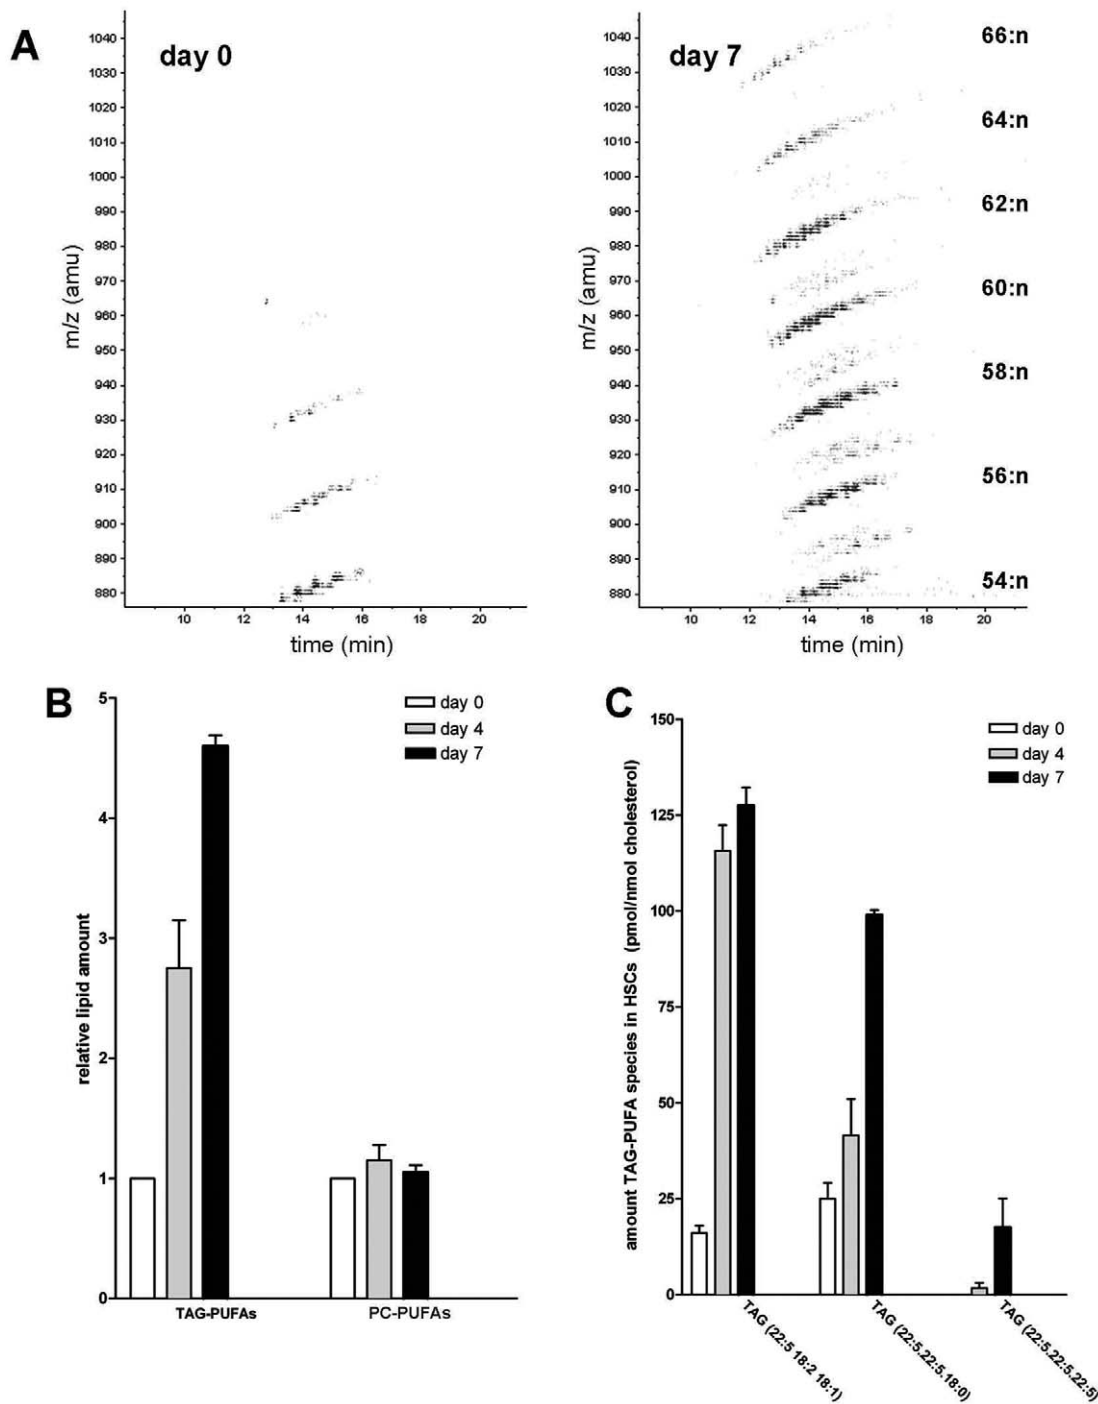 A
day 0
1040
1030
1020
1010
1000
990
980
970
960
950
940
930
920
910
900
890
880
m/z (amu)
10 12 14 16 18 20
time (min)
day 7
1040
1030
1020
1010
1000
990
980
970
960
950
940
930
920
910
900
890
880
m/z (amu)
10 12 14 16 18 20
time (min)
66:n
64:n
62:n
60:n
58:n
56:n
54:n
B
5
4
3
2
1
0
relative lipid amount
day 0
day 4
day 7
TAG-PUFAs PC-PUFAs
C
150
125
100
75
50
25
0
amount TAG-PUFA species in HSCs (pmol/nmol cholesterol)
day 0
day 4
day 7
TAG (22:5 18:2 18:1)
TAG (22:5,22:5,18:0)
TAG (22:5,22:5,22:5)